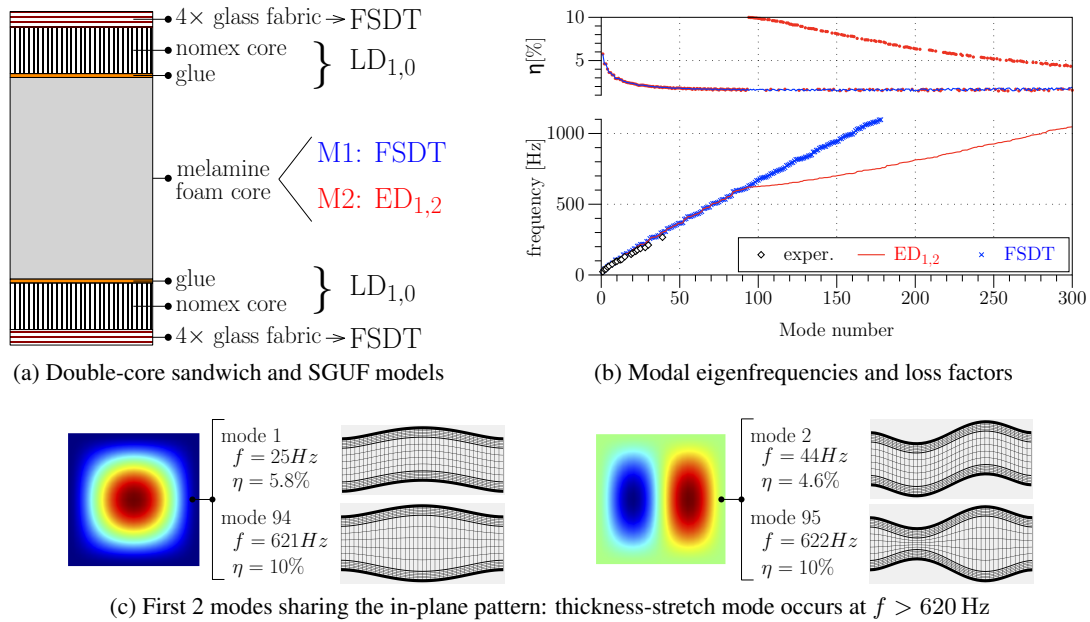 4× glass fabric → FSDT
nomex core } LD1,0
glue
melamine
foam core
M1: FSDT
M2: ED1,2
glue
nomex core } LD1,0
4× glass fabric → FSDT
(a) Double-core sandwich and SGUF models
10
5
η[%]
1000
500
0
frequency [Hz]
exper. ED1,2 FSDT
0 50 100 150 200 250 300
Mode number
(b) Modal eigenfrequencies and loss factors
mode 1
f = 25Hz
η = 5.8%
mode 94
f = 621Hz
η = 10%
mode 2
f = 44Hz
η = 4.6%
mode 95
f = 622Hz
η = 10%
(c) First 2 modes sharing the in-plane pattern: thickness-stretch mode occurs at f > 620 Hz